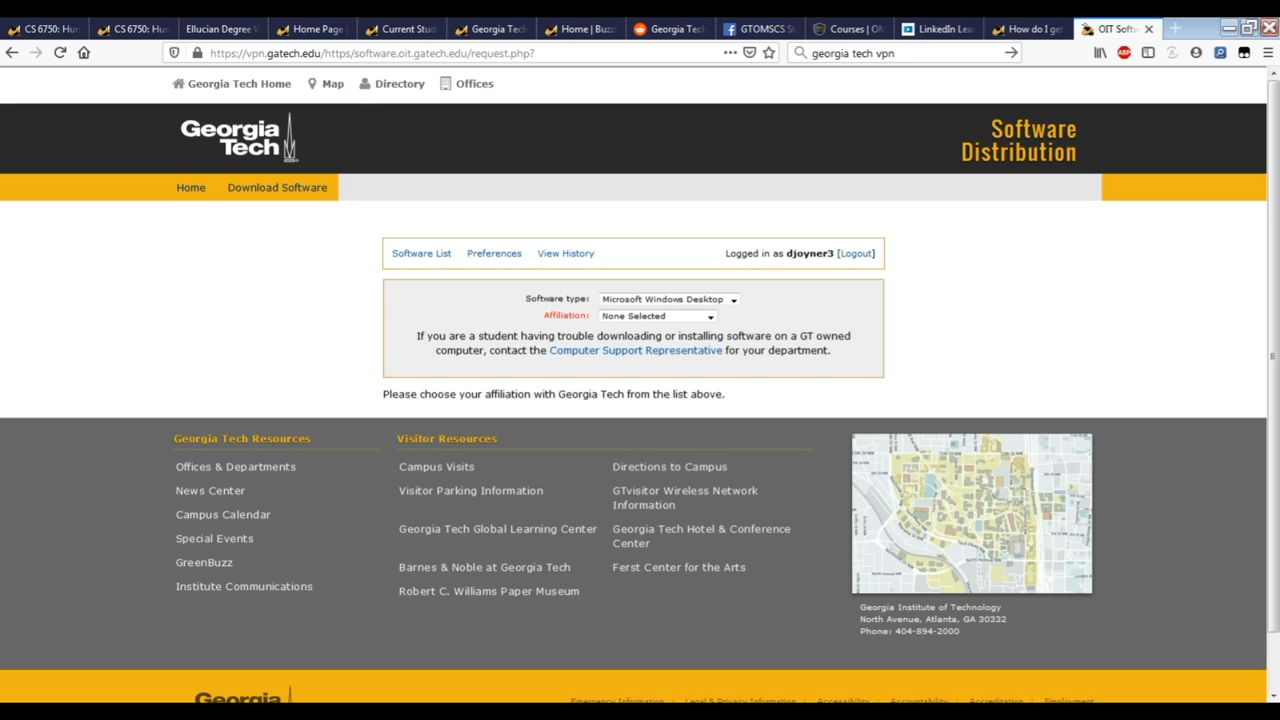 CS 6750: Hum
CS 6750: Hum
Ellucian Degree
Home Page
Current Stud
Georgia Tech
Home | Buzz
Georgia Tech
GTOMSCS St
Courses | OM
LinkedIn Lea
How do I get
OIT Softw
https://vpn.gatech.edu/https/software.oit.gatech.edu/request.php?
georgia tech vpn
ABP
Georgia Tech Home Map Directory Offices
Georgia
Tech
Software
Distribution
Home Download Software
Software List Preferences View History Logged in as djoyner3 [Logout]
Software type: Microsoft Windows Desktop
Affiliation: None Selected
If you are a student having trouble downloading or installing software on a GT owned
computer, contact the Computer Support Representative for your department.
Please choose your affiliation with Georgia Tech from the list above.
Georgia Tech Resources
Offices & Departments
News Center
Campus Calendar
Special Events
GreenBuzz
Institute Communications
Visitor Resources
Campus Visits
Visitor Parking Information
Georgia Tech Global Learning Center
Barnes & Noble at Georgia Tech
Robert C. Williams Paper Museum
Directions to Campus
GTvisitor Wireless Network
Information
Georgia Tech Hotel & Conference
Center
Ferst Center for the Arts
Georgia Institute of Technology
North Avenue, Atlanta, GA 30332
Phone: 404-894-2000
Georgia
Emergency Information Legal & Privacy Information Accessibility Accountability Accreditation Employment